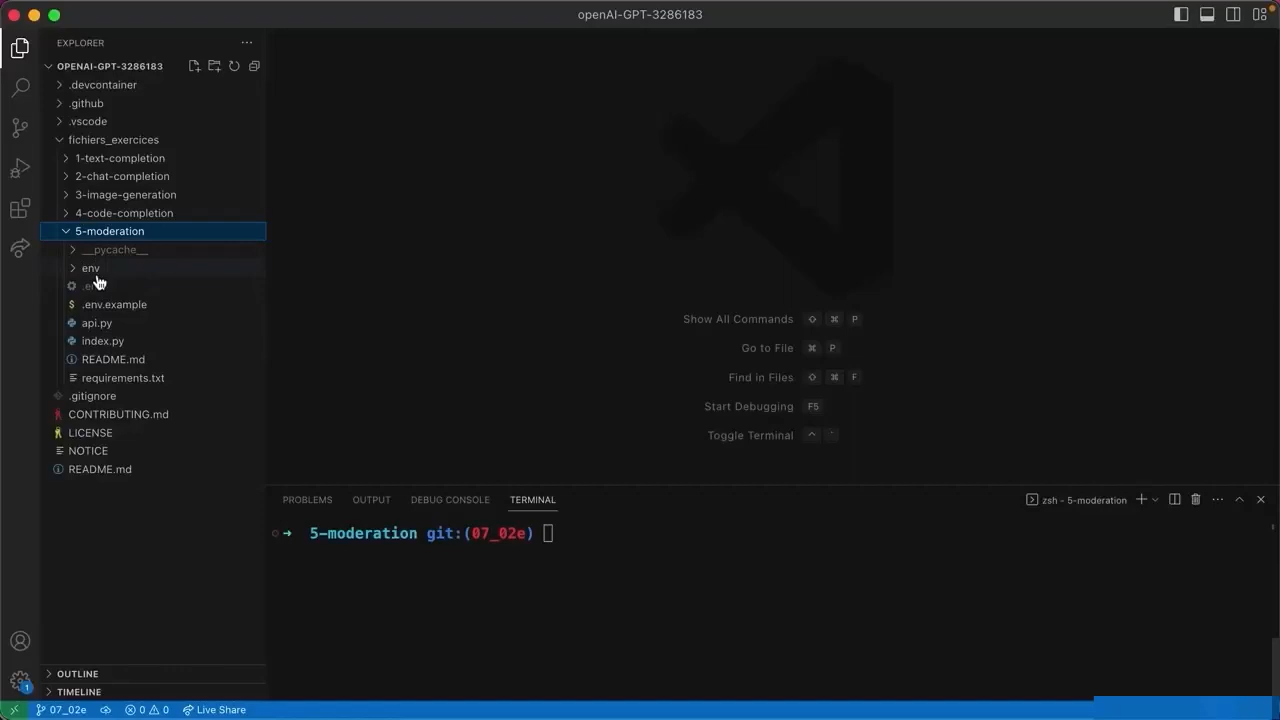 openAI-GPT-3286183
EXPLORER
OPENAI-GPT-3286183
.devcontainer
.github
.vscode
fichiers_exercices
1-text-completion
2-chat-completion
3-image-generation
4-code-completion
5-moderation
__pycache__
env
.env.example
api.py
index.py
README.md
requirements.txt
.gitignore
CONTRIBUTING.md
LICENSE
NOTICE
README.md
OUTLINE
TIMELINE
Show All Commands ⇧ ⌘ P
Go to File ⌘ P
Find in Files ⇧ ⌘ F
Start Debugging F5
Toggle Terminal ^ `
PROBLEMS OUTPUT DEBUG CONSOLE TERMINAL
zsh - 5-moderation
5-moderation git:(07_02e)
1
07_02e 0 0 Live Share